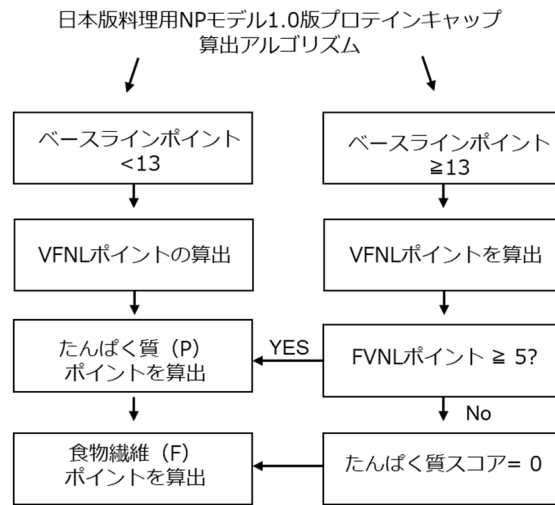 日本版料理用NPモデル1.0版プロテインキャップ
算出アルゴリズム
ベースラインポイント
<13
ベースラインポイント
≧13
VFNLポイントの算出
VFNLポイントを算出
たんぱく質（P）
ポイントを算出
YES
FVNLポイント ≧ 5?
No
食物繊維（F）
ポイントを算出
たんぱく質スコア= 0